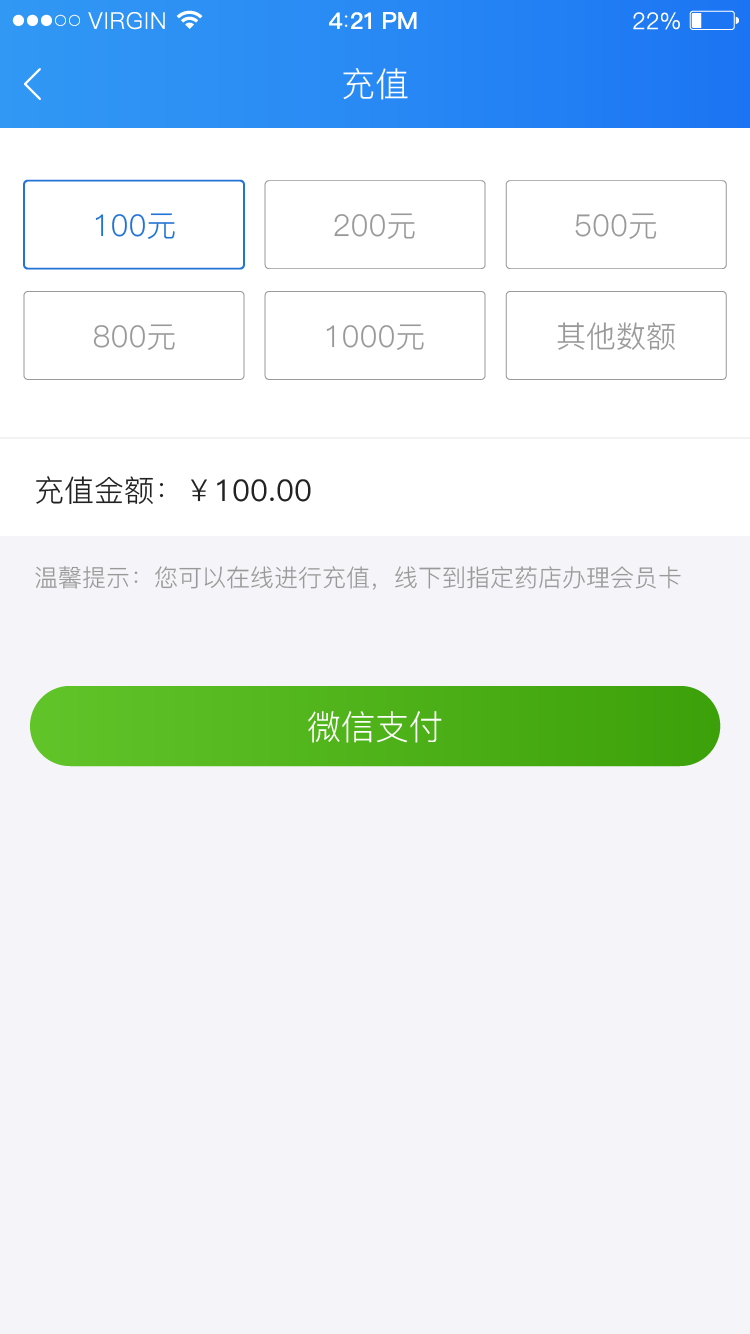 VIRGIN 4:21 PM 22%
充值
100元 200元 500元
800元 1000元 其他数额
充值金额：￥100.00
温馨提示：您可以在线进行充值，线下到指定药店办理会员卡
微信支付